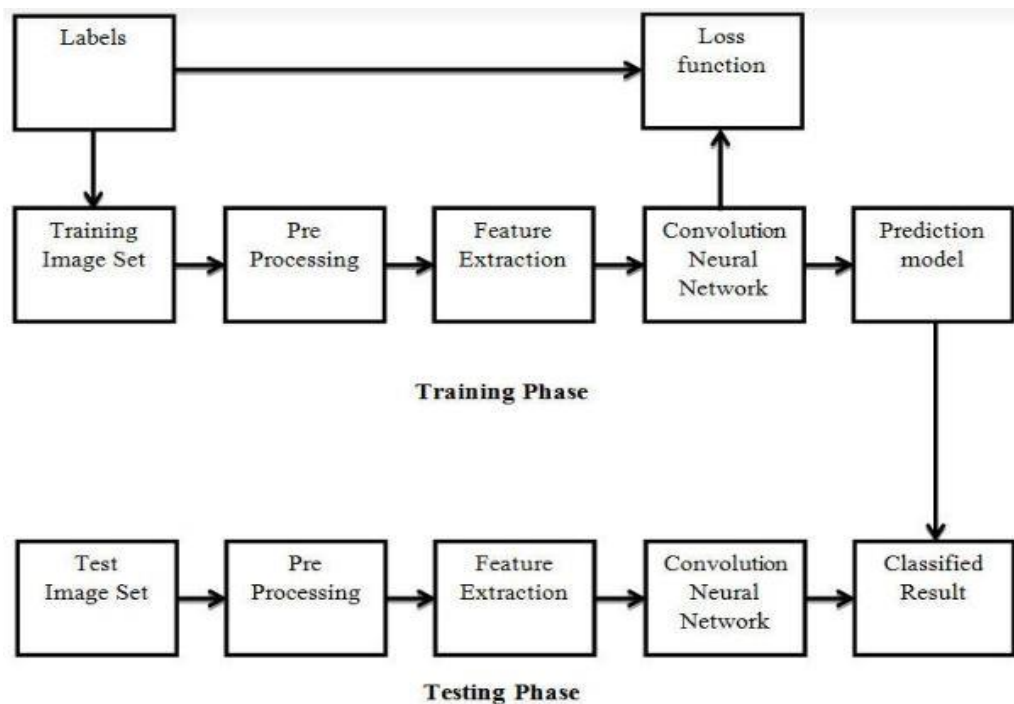 Labels
Loss
function
Training
Image Set
Pre
Processing
Feature
Extraction
Convolution
Neural
Network
Prediction
model
Training Phase
Test
Image Set
Pre
Processing
Feature
Extraction
Convolution
Neural
Network
Classified
Result
Testing Phase